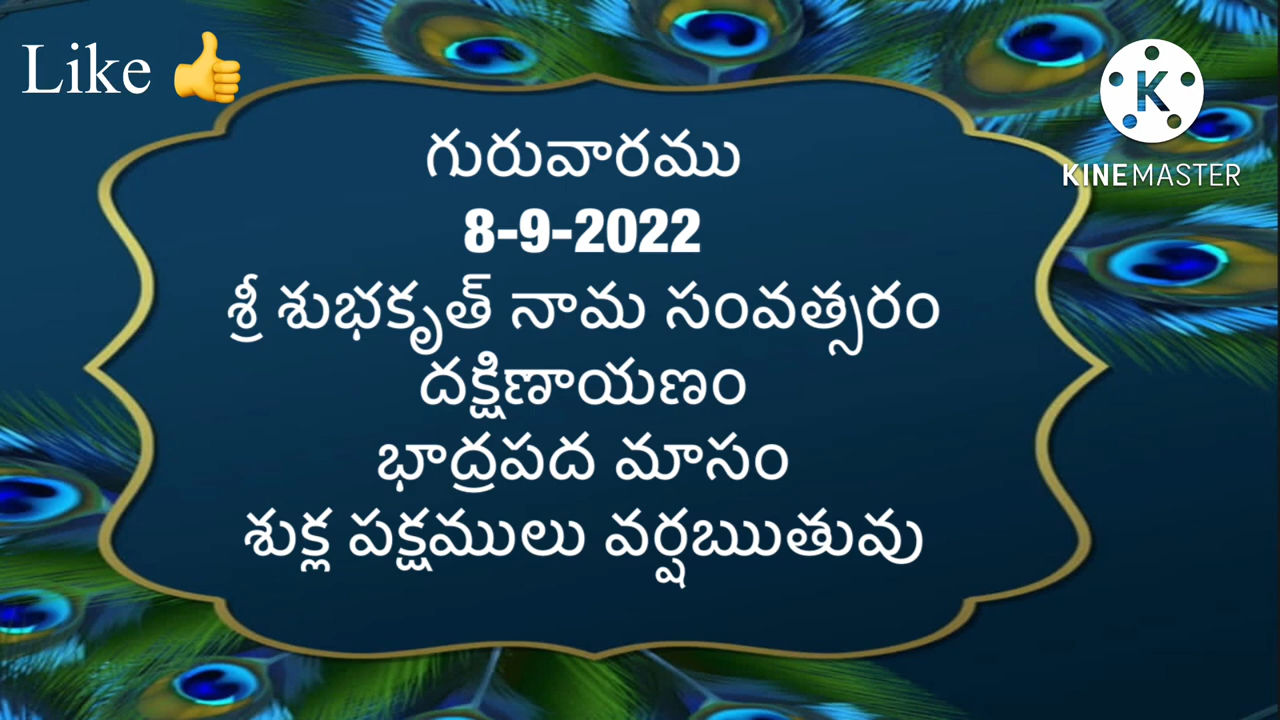 Like 👍
KINEMASTER
గురువారము
8-9-2022
శ్రీ శుభకృత్ నామ సంవత్సరం
దక్షిణాయణం
భాద్రపద మాసం
శుక్ల పక్షములు వర్షఋతువు